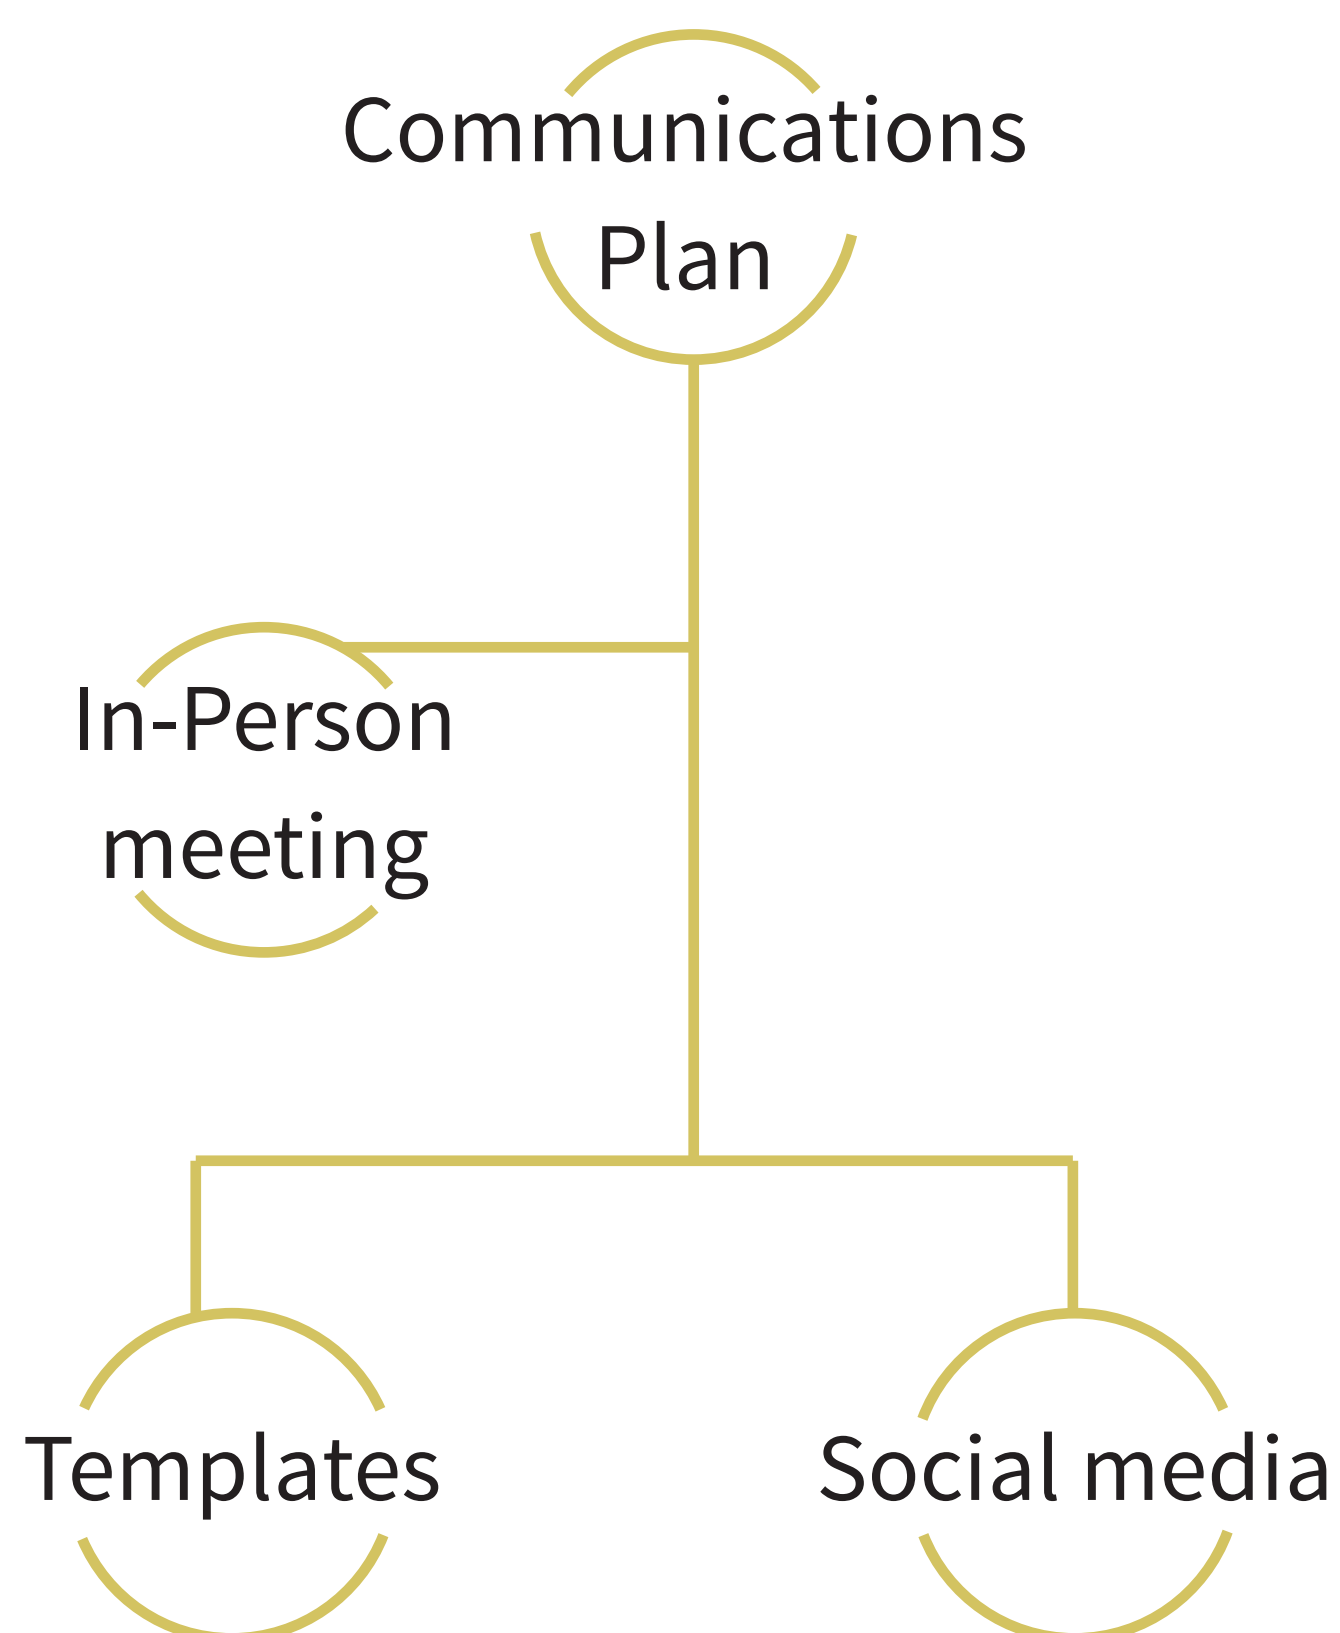 Communications
Plan
In-Person
meeting
Templates
Social media